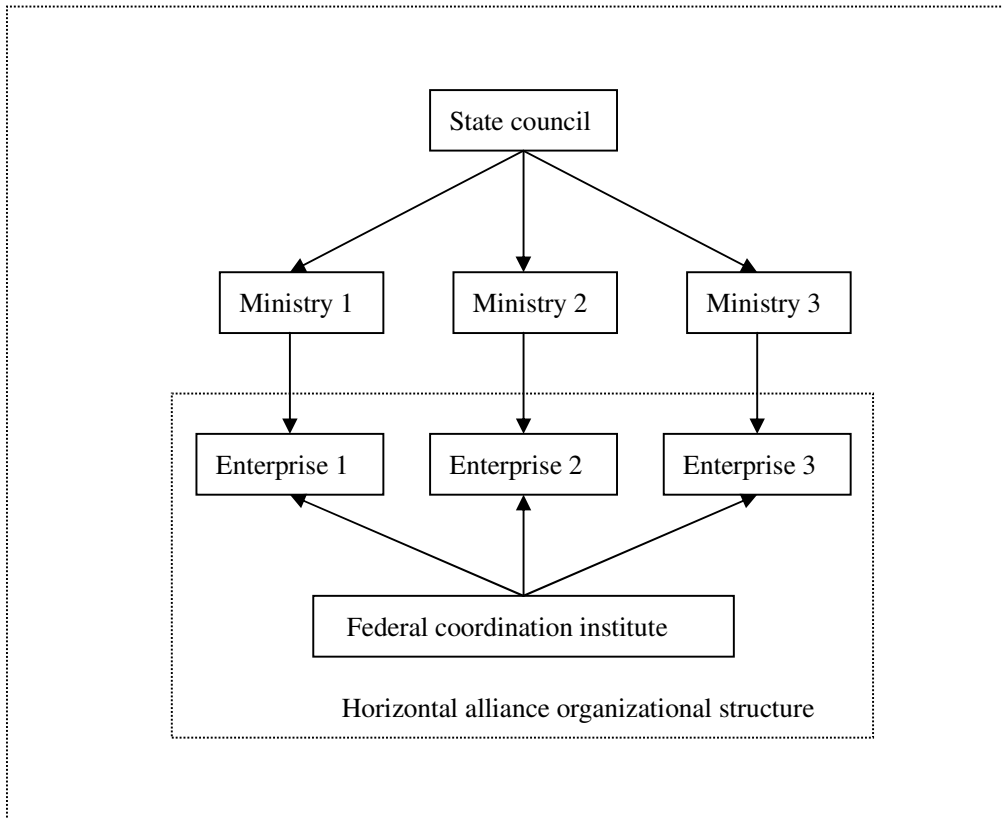 State council
Ministry 1
Ministry 2
Ministry 3
Enterprise 1
Enterprise 2
Enterprise 3
Federal coordination institute
Horizontal alliance organizational structure